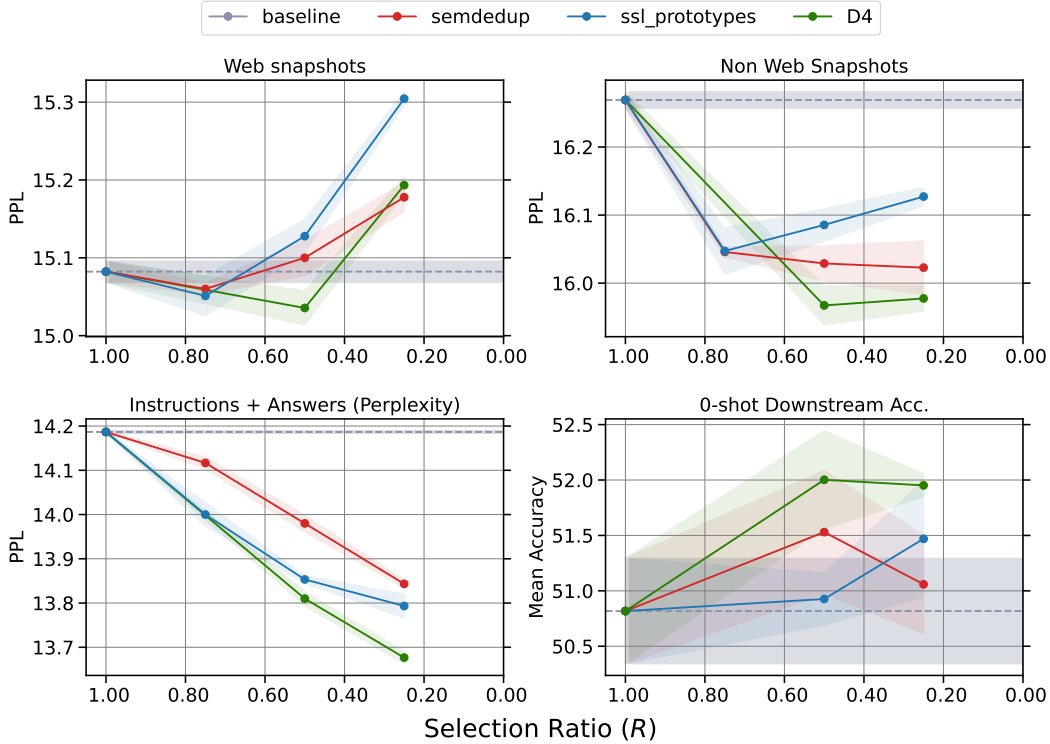 baseline semdedup ssl_prototypes D4
Web snapshots
PPL
15.3
15.2
15.1
15.0
1.00 0.80 0.60 0.40 0.20 0.00
Non Web Snapshots
PPL
16.2
16.1
16.0
1.00 0.80 0.60 0.40 0.20 0.00
Instructions + Answers (Perplexity)
PPL
14.2
14.1
14.0
13.9
13.8
13.7
1.00 0.80 0.60 0.40 0.20 0.00
0-shot Downstream Acc.
Mean Accuracy
52.5
52.0
51.5
51.0
50.5
1.00 0.80 0.60 0.40 0.20 0.00
Selection Ratio (R)